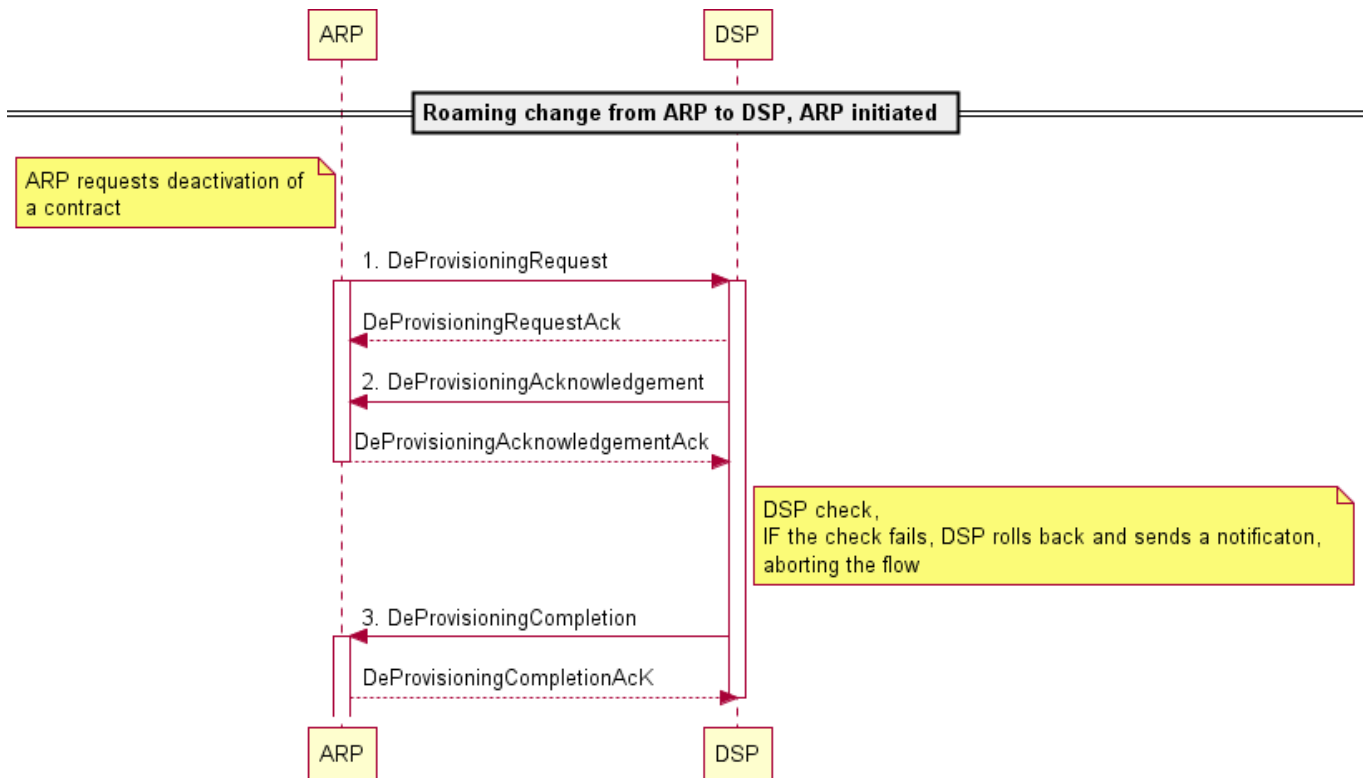 ARP
DSP
Roaming change from ARP to DSP, ARP initiated
ARP requests deactivation of
a contract
1. DeProvisioningRequest
DeProvisioningRequestAck
2. DeProvisioningAcknowledgement
DeProvisioningAcknowledgementAck
DSP check,
IF the check fails, DSP rolls back and sends a notificaton,
aborting the flow
3. DeProvisioningCompletion
DeProvisioningCompletionAcK
ARP
DSP